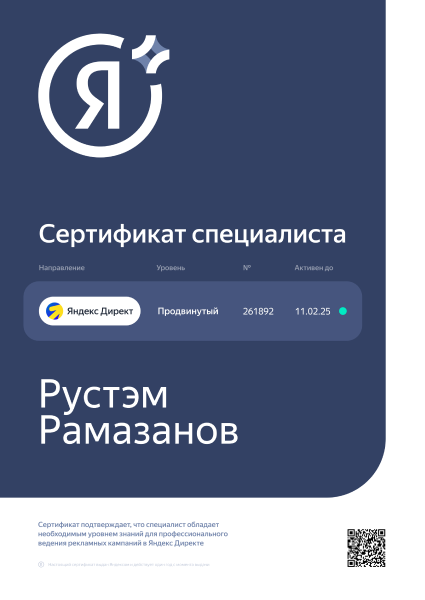 Я
Сертификат специалиста
Направление Уровень № Активен до
Яндекс Директ Продвинутый 261892 11.02.25
Рустэм
Рамазанов
Сертификат подтверждает, что специалист обладает
необходимым уровнем знаний для профессионального
ведения рекламных кампаний в Яндекс Директе